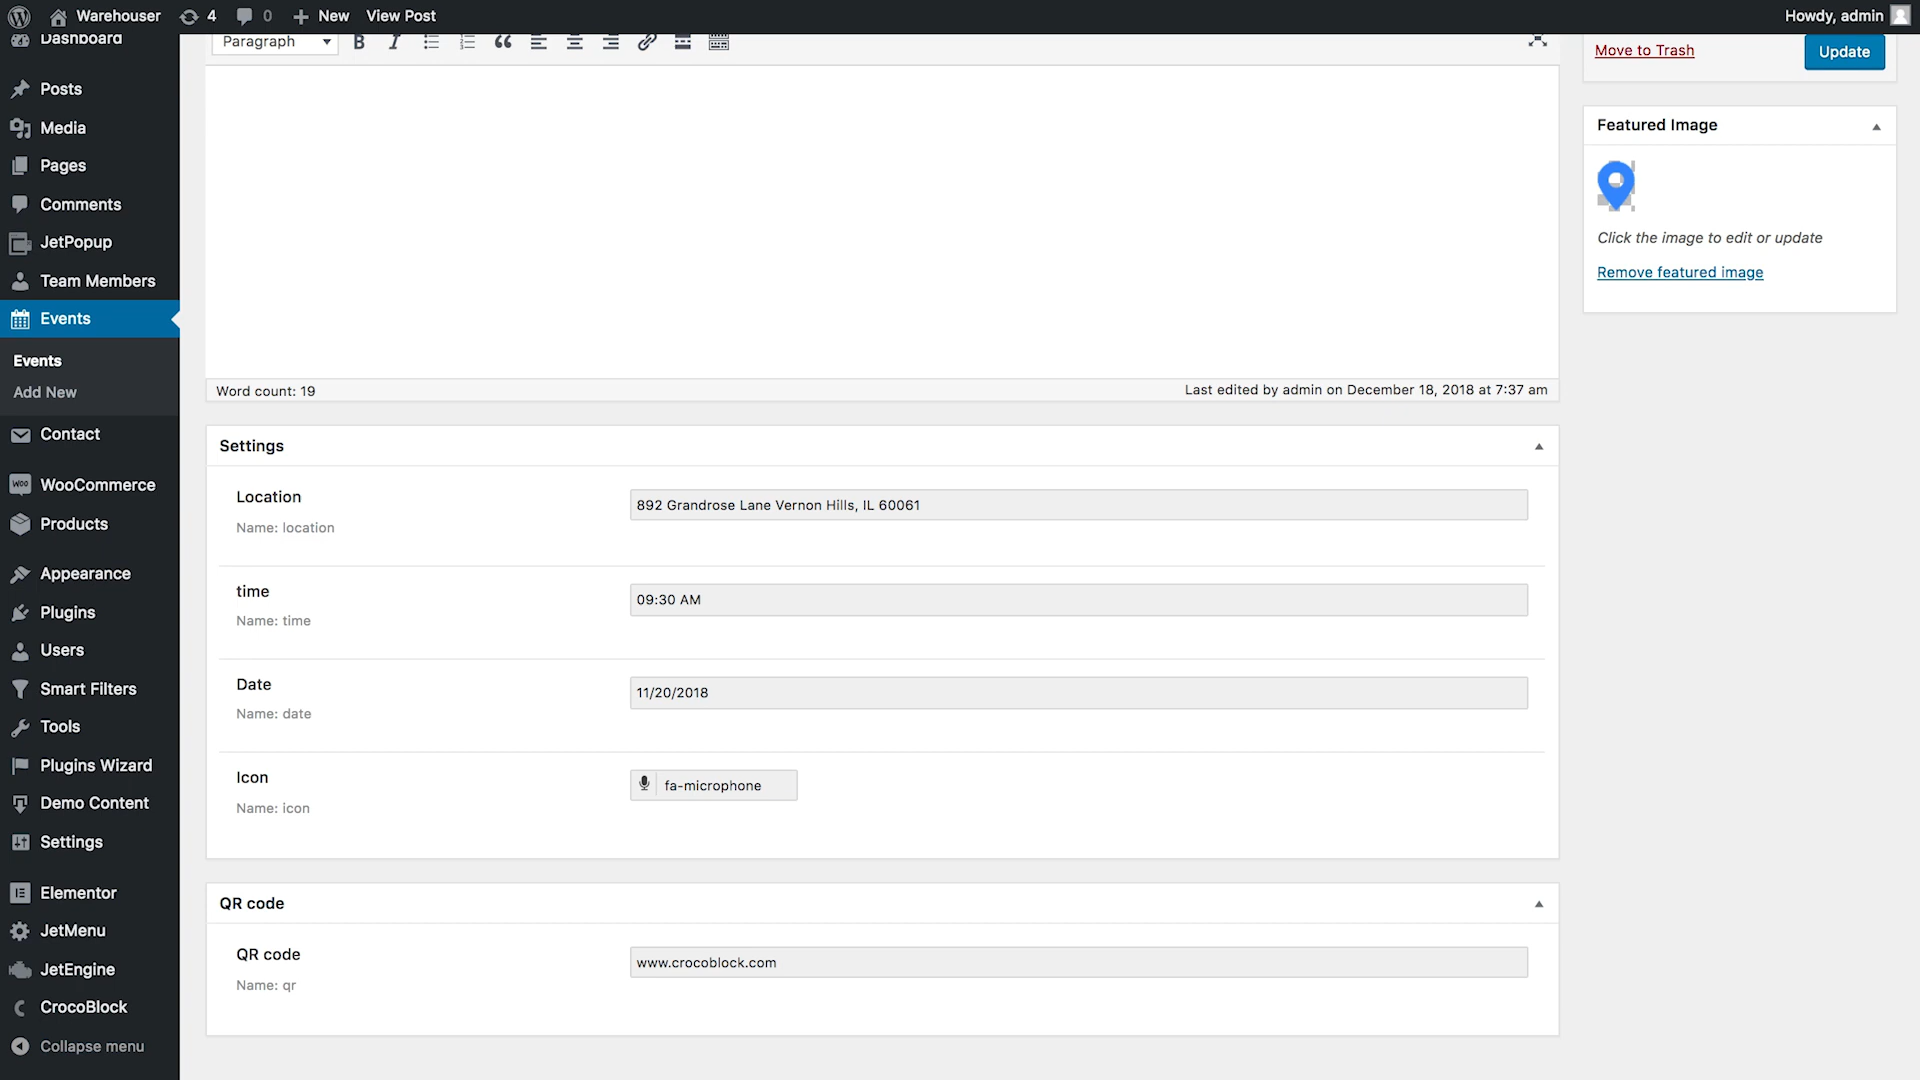 Warehouser
4
0
New
View Post
Howdy, admin
Dashboard
Posts
Media
Pages
Comments
JetPopup
Team Members
Events
Events
Add New
Contact
WooCommerce
Products
Appearance
Plugins
Users
Smart Filters
Tools
Plugins Wizard
Demo Content
Settings
Elementor
JetMenu
JetEngine
CrocoBlock
Collapse menu
Paragraph
Word count: 19
Last edited by admin on December 18, 2018 at 7:37 am
Settings
Location
Name: location
892 Grandrose Lane Vernon Hills, IL 60061
time
Name: time
09:30 AM
Date
Name: date
11/20/2018
Icon
Name: icon
fa-microphone
QR code
QR code
Name: qr
www.crocoblock.com
Move to Trash
Update
Featured Image
Click the image to edit or update
Remove featured image